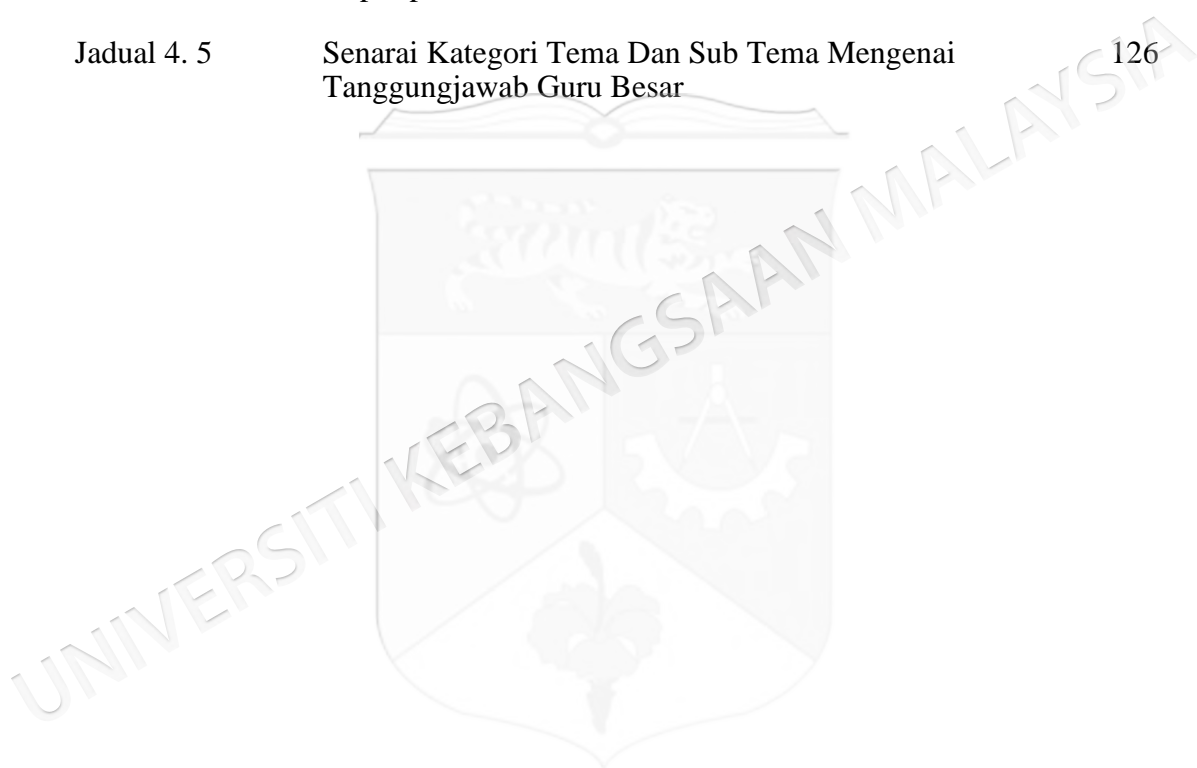 Jadual 4. 5 Senarai Kategori Tema Dan Sub Tema Mengenai 126
Tanggungjawab Guru Besar
UNIVERSITI KEBANGSAAN MALAYSIA